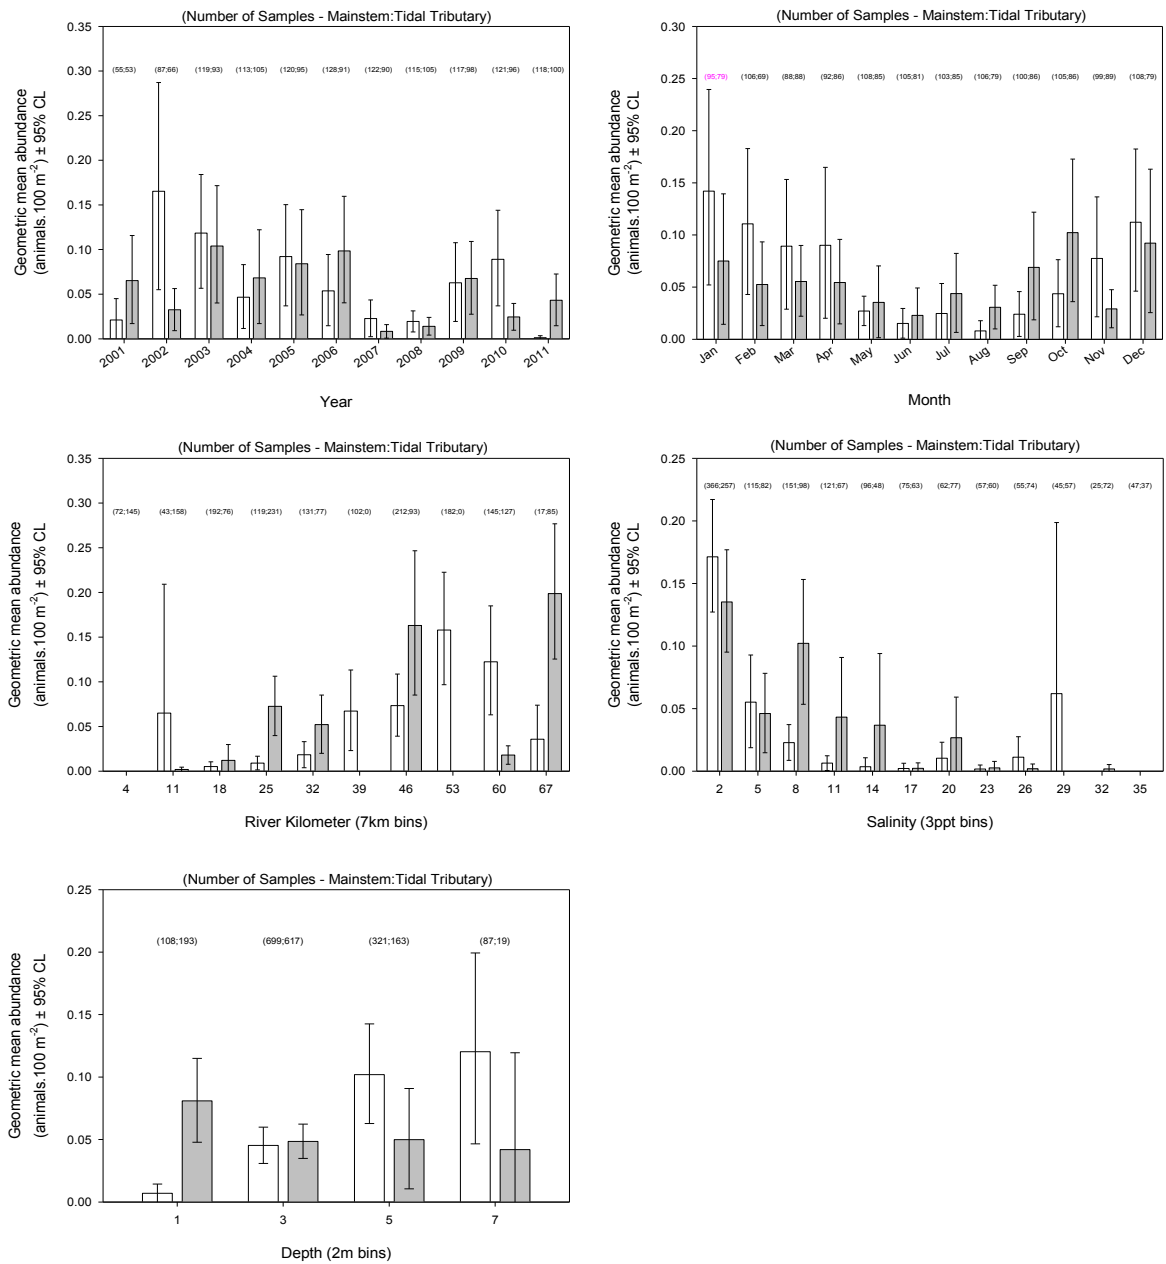 (Number of Samples - Mainstem:Tidal Tributary)
0.35
0.30
0.25
0.20
0.15
0.10
0.05
0.00
Geometric mean abundance
(animals.100 m-2) ± 95% CL
(55;53) (87;66) (119;93) (113;105) (120;95) (128;91) (122;90) (115;105) (117;98) (121;96) (118;100)
2001 2002 2003 2004 2005 2006 2007 2008 2009 2010 2011
Year
(Number of Samples - Mainstem:Tidal Tributary)
0.30
0.25
0.20
0.15
0.10
0.05
0.00
Geometric mean abundance
(animals.100 m-2) ± 95% CL
(95;79) (106;69) (88;88) (92;86) (108;85) (105;81) (103;85) (106;79) (100;86) (105;86) (99;89) (108;79)
Jan Feb Mar Apr May Jun Jul Aug Sep Oct Nov Dec
Month
(Number of Samples - Mainstem:Tidal Tributary)
0.35
0.30
0.25
0.20
0.15
0.10
0.05
0.00
Geometric mean abundance
(animals.100 m-2) ± 95% CL
(72;145) (43;158) (192;76) (119;231) (131;77) (102;0) (212;93) (182;0) (145;127) (17;85)
4 11 18 25 32 39 46 53 60 67
River Kilometer (7km bins)
(Number of Samples - Mainstem:Tidal Tributary)
0.25
0.20
0.15
0.10
0.05
0.00
Geometric mean abundance
(animals.100 m-2) ± 95% CL
(366;257) (115;82) (151;98) (121;67) (96;48) (75;63) (62;77) (57;60) (55;74) (45;57) (25;72) (47;37)
2 5 8 11 14 17 20 23 26 29 32 35
Salinity (3ppt bins)
(Number of Samples - Mainstem:Tidal Tributary)
0.25
0.20
0.15
0.10
0.05
0.00
Geometric mean abundance
(animals.100 m-2) ± 95% CL
(108;193) (699;617) (321;163) (87;19)
1 3 5 7
Depth (2m bins)